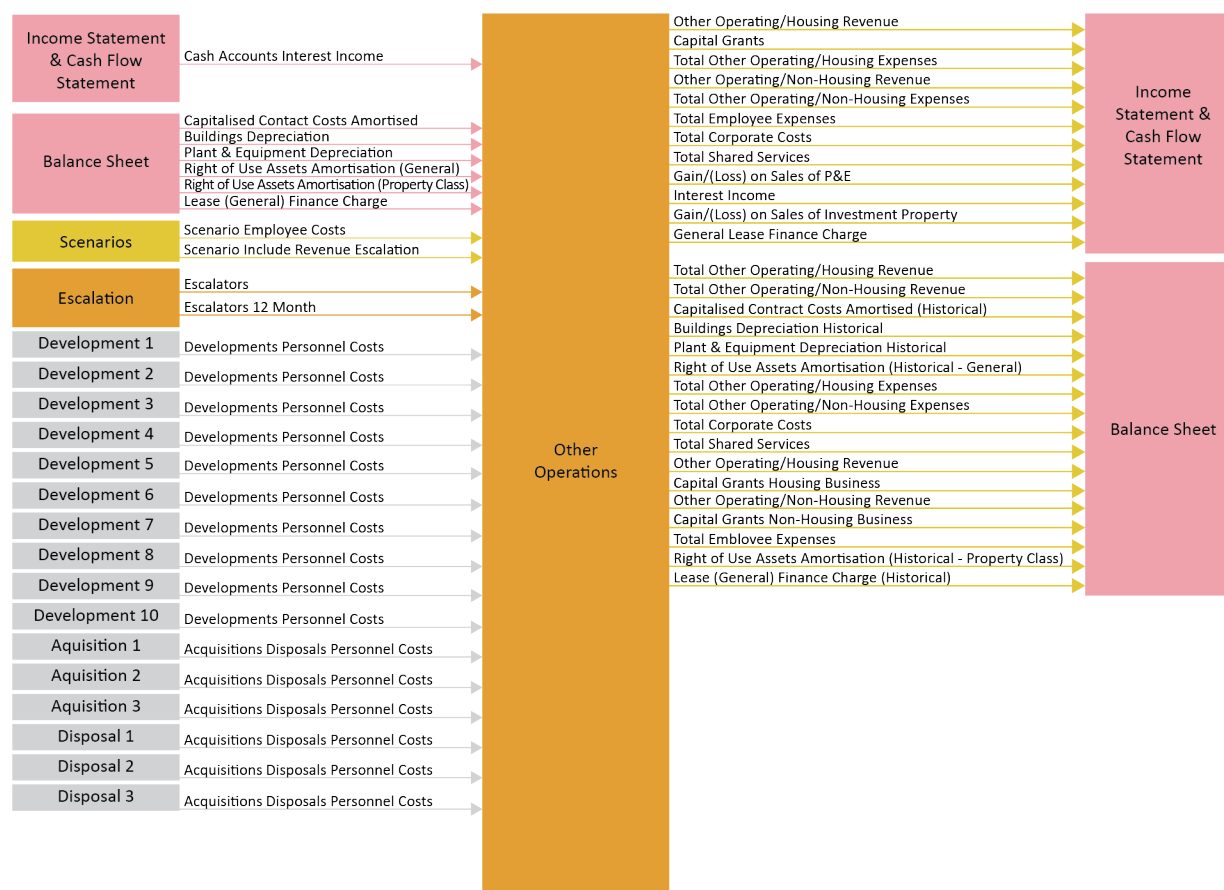 Income Statement
& Cash Flow
Statement
Cash Accounts Interest Income
Balance Sheet
Capitalised Contact Costs Amortised
Buildings Depreciation
Plant & Equipment Depreciation
Right of Use Assets Amortisation (General)
Right of Use Assets Amortisation (Property Class)
Lease (General) Finance Charge
Scenarios
Scenario Employee Costs
Scenario Include Revenue Escalation
Escalation
Escalators
Escalators 12 Month
Development 1
Developments Personnel Costs
Development 2
Developments Personnel Costs
Development 3
Developments Personnel Costs
Development 4
Developments Personnel Costs
Development 5
Developments Personnel Costs
Development 6
Developments Personnel Costs
Development 7
Developments Personnel Costs
Development 8
Developments Personnel Costs
Development 9
Developments Personnel Costs
Development 10
Developments Personnel Costs
Aquisition 1
Acquisitions Disposals Personnel Costs
Aquisition 2
Acquisitions Disposals Personnel Costs
Aquisition 3
Acquisitions Disposals Personnel Costs
Disposal 1
Acquisitions Disposals Personnel Costs
Disposal 2
Acquisitions Disposals Personnel Costs
Disposal 3
Acquisitions Disposals Personnel Costs
Other
Operations
Other Operating/Housing Revenue
Capital Grants
Total Other Operating/Housing Expenses
Other Operating/Non-Housing Revenue
Total Other Operating/Non-Housing Expenses
Total Employee Expenses
Total Corporate Costs
Total Shared Services
Gain/(Loss) on Sales of P&E
Interest Income
Gain/(Loss) on Sales of Investment Property
General Lease Finance Charge
Income
Statement &
Cash Flow
Statement
Total Other Operating/Housing Revenue
Total Other Operating/Non-Housing Revenue
Capitalised Contract Costs Amortised (Historical)
Buildings Depreciation Historical
Plant & Equipment Depreciation Historical
Right of Use Assets Amortisation (Historical - General)
Total Other Operating/Housing Expenses
Total Other Operating/Non-Housing Expenses
Total Corporate Costs
Total Shared Services
Other Operating/Housing Revenue
Capital Grants Housing Business
Other Operating/Non-Housing Revenue
Capital Grants Non-Housing Business
Total Emblovee Expenses
Right of Use Assets Amortisation (Historical - Property Class)
Lease (General) Finance Charge (Historical)
Balance Sheet